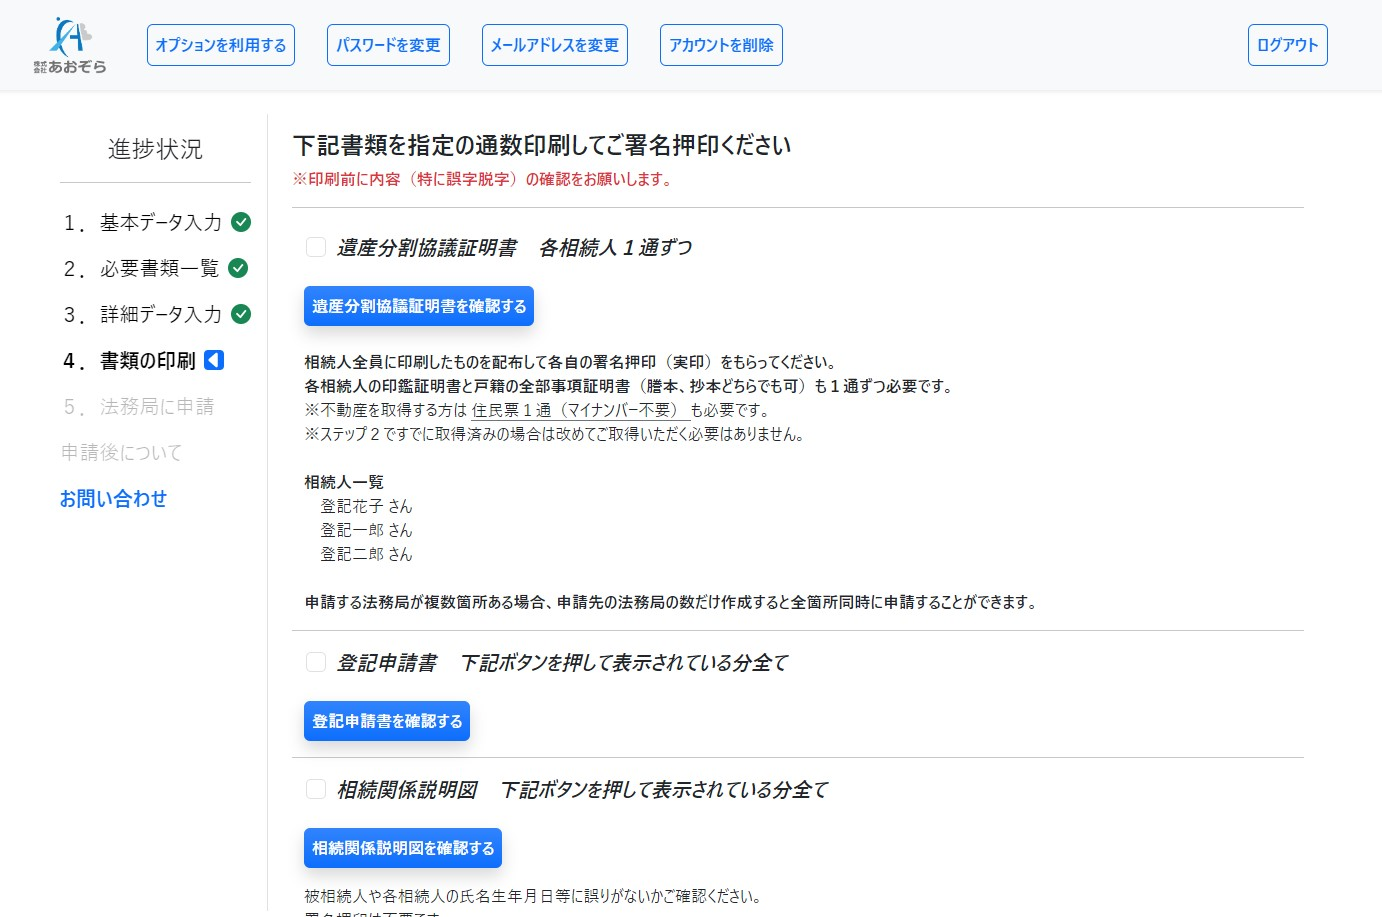 株式会社あおぞら
オプションを利用する
パスワードを変更
メールアドレスを変更
アカウントを削除
ログアウト
進捗状況
1. 基本データ入力
2. 必要書類一覧
3. 詳細データ入力
4. 書類の印刷
5. 法務局に申請
申請後について
お問い合わせ
下記書類を指定の通数印刷してご署名押印ください
※印刷前に内容（特に誤字脱字）の確認をお願いします。
遺産分割協議証明書　各相続人１通ずつ
遺産分割協議証明書を確認する
相続人全員に印刷したものを配布して各自の署名押印（実印）をもらってください。
各相続人の印鑑証明書と戸籍の全部事項証明書（謄本、抄本どちらでも可）も１通ずつ必要です。
※不動産を取得する方は 住民票１通（マイナンバー不要） も必要です。
※ステップ２ですでに取得済みの場合は改めてご取得いただく必要はありません。
相続人一覧
登記花子 さん
登記一郎 さん
登記二郎 さん
申請する法務局が複数箇所ある場合、申請先の法務局の数だけ作成すると全箇所同時に申請することができます。
登記申請書　下記ボタンを押して表示されている分全て
登記申請書を確認する
相続関係説明図　下記ボタンを押して表示されている分全て
相続関係説明図を確認する
被相続人や各相続人の氏名生年月日等に誤りがないかご確認ください。